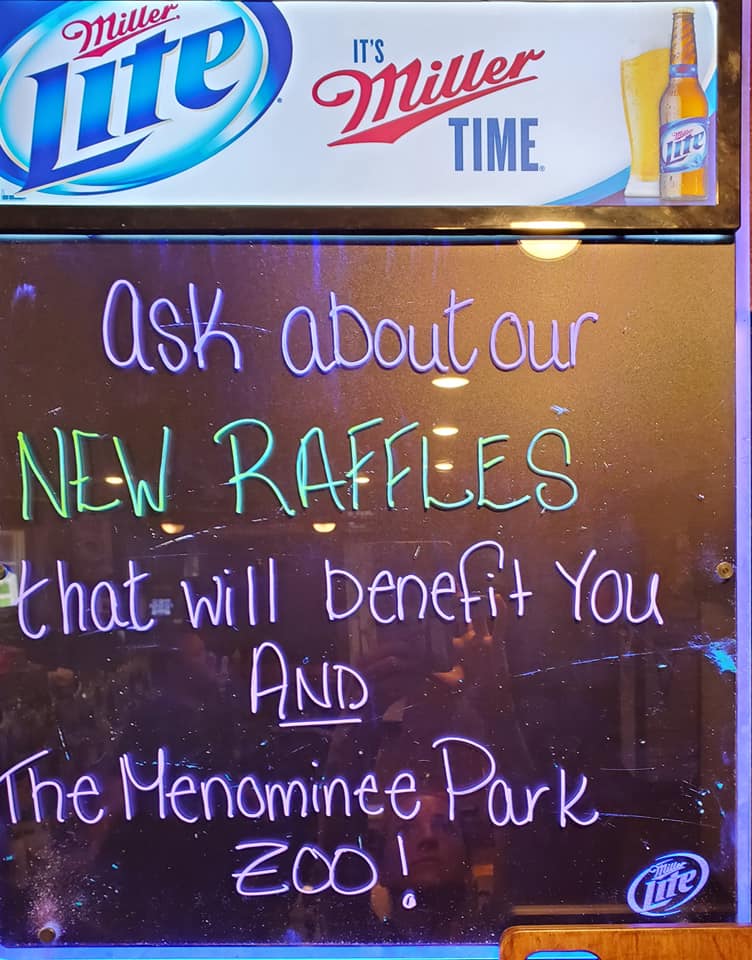 Miller
Lite
IT'S
Miller
TIME.
Miller
Lite
ask about our
NEW RAFFLES
that will benefit You
AND
The Menominee Park
ZOO!
Miller
Lite